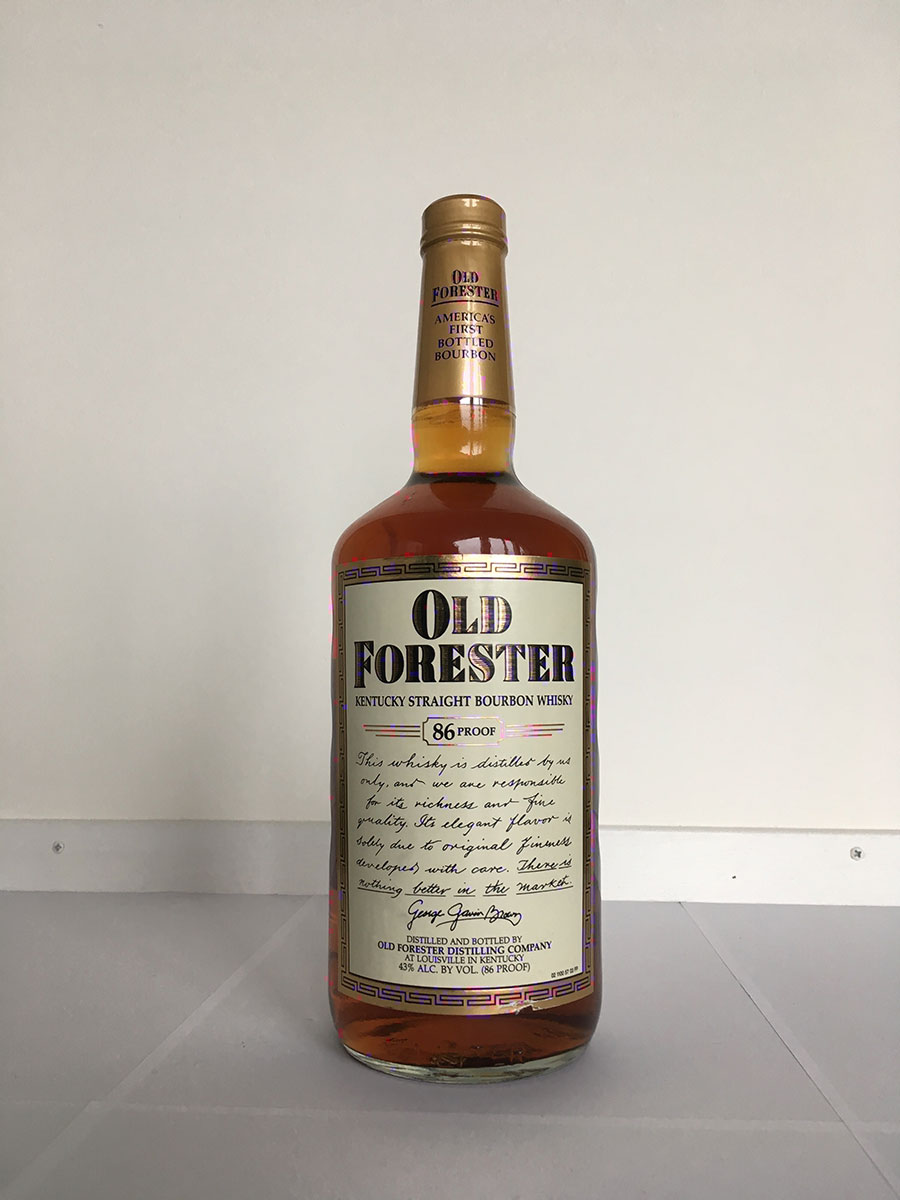 OLD
FORESTER
AMERICA'S
FIRST
BOTTLED
BOURBON
OLD
FORESTER
KENTUCKY STRAIGHT BOURBON WHISKY
86 PROOF
This whisky is distilled by us
only, and we are responsible
for its richness and fine
quality. Its elegant flavor is
solely due to original fineness
developed with care. There is
nothing better in the market.
George Garvin Brown
DISTILLED AND BOTTLED BY
OLD FORESTER DISTILLING COMPANY
AT LOUISVILLE IN KENTUCKY
43% ALC. BY VOL. (86 PROOF)